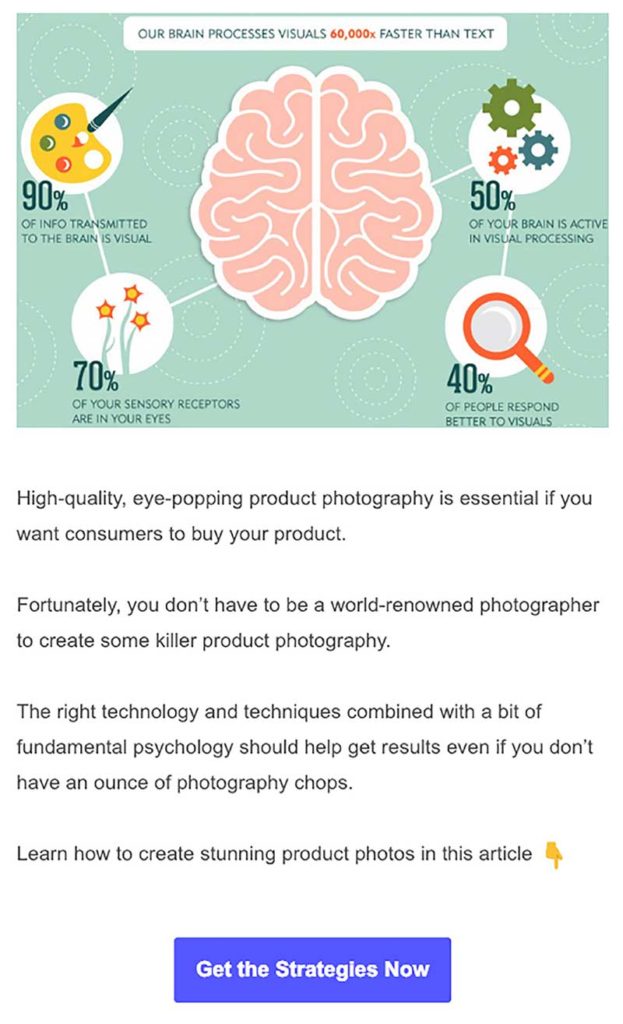 OUR BRAIN PROCESSES VISUALS 60,000x FASTER THAN TEXT
90%
OF INFO TRANSMITTED
TO THE BRAIN IS VISUAL
50%
OF YOUR BRAIN IS ACTIVE
IN VISUAL PROCESSING
70%
OF YOUR SENSORY RECEPTORS
ARE IN YOUR EYES
40%
OF PEOPLE RESPOND
BETTER TO VISUALS
High-quality, eye-popping product photography is essential if you
want consumers to buy your product.
Fortunately, you don’t have to be a world-renowned photographer
to create some killer product photography.
The right technology and techniques combined with a bit of
fundamental psychology should help get results even if you don’t
have an ounce of photography chops.
Learn how to create stunning product photos in this article 👇
Get the Strategies Now